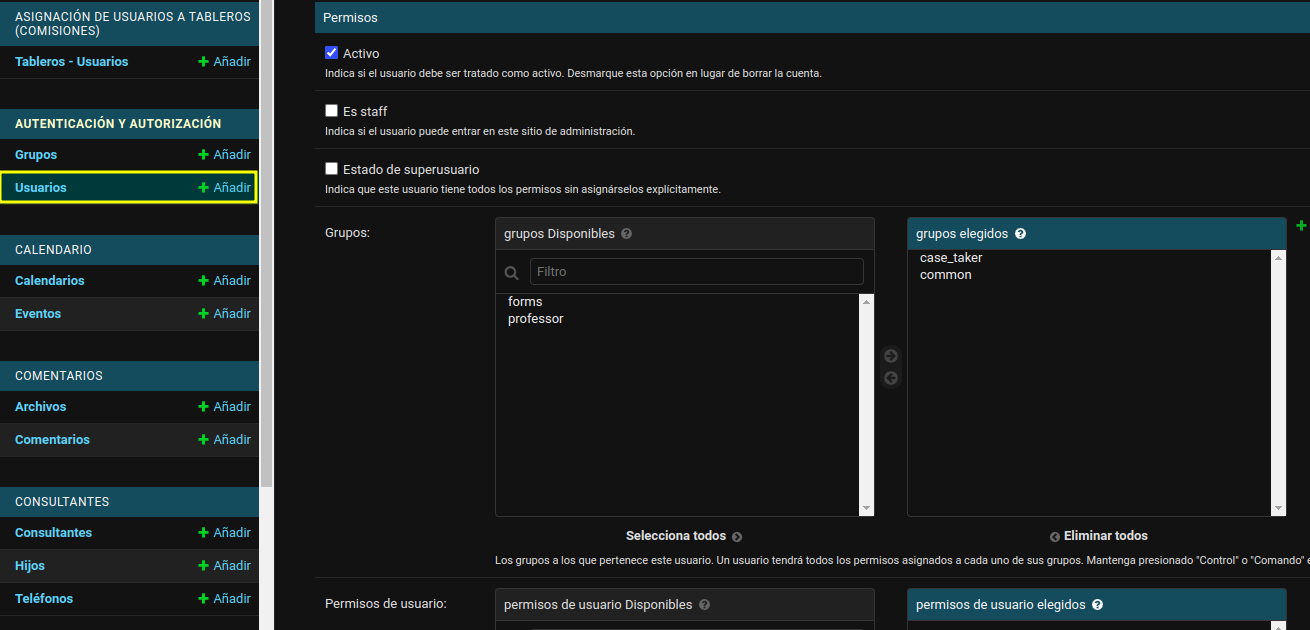 ASIGNACIÓN DE USUARIOS A TABLEROS
(COMISIONES)
Tableros - Usuarios Añadir
AUTENTICACIÓN Y AUTORIZACIÓN
Grupos Añadir
Usuarios Añadir
CALENDARIO
Calendarios Añadir
Eventos Añadir
COMENTARIOS
Archivos Añadir
Comentarios Añadir
CONSULTANTES
Consultantes Añadir
Hijos Añadir
Teléfonos Añadir
Permisos
Activo
Indica si el usuario debe ser tratado como activo. Desmarque esta opción en lugar de borrar la cuenta.
Es staff
Indica si el usuario puede entrar en este sitio de administración.
Estado de superusuario
Indica que este usuario tiene todos los permisos sin asignárselos explícitamente.
Grupos:
grupos Disponibles
Filtro
forms
professor
Selecciona todos
grupos elegidos
case_taker
common
Eliminar todos
Los grupos a los que pertenece este usuario. Un usuario tendrá todos los permisos asignados a cada uno de sus grupos. Mantenga presionado "Control" o "Comando" e
Permisos de usuario:
permisos de usuario Disponibles
permisos de usuario elegidos